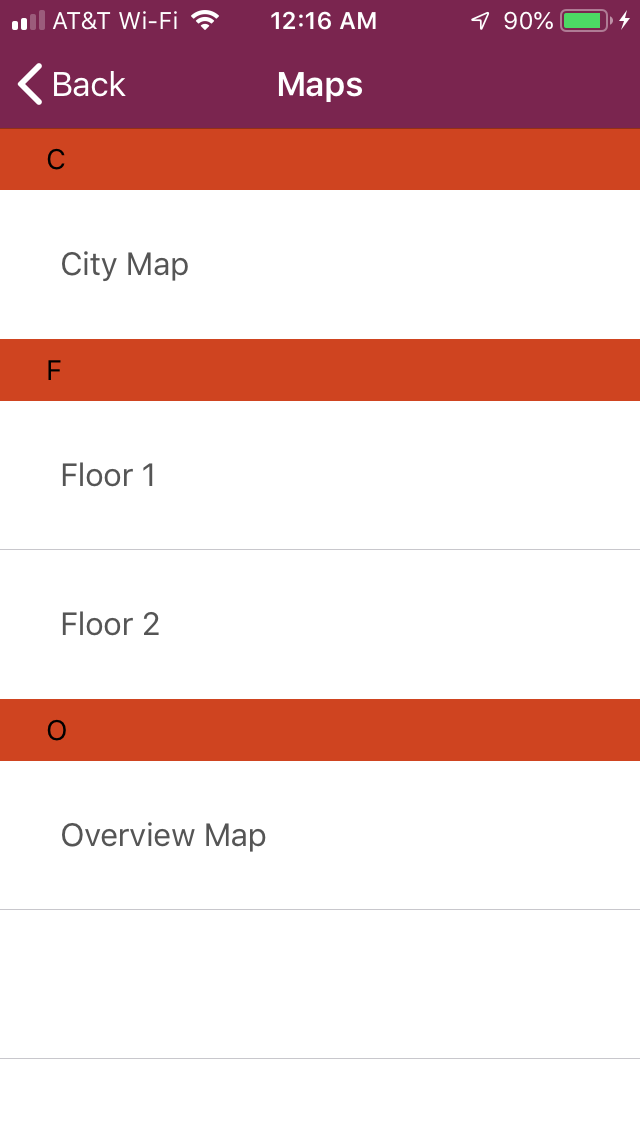 AT&T Wi-Fi 12:16 AM 90%
Back Maps
C
City Map
F
Floor 1
Floor 2
O
Overview Map